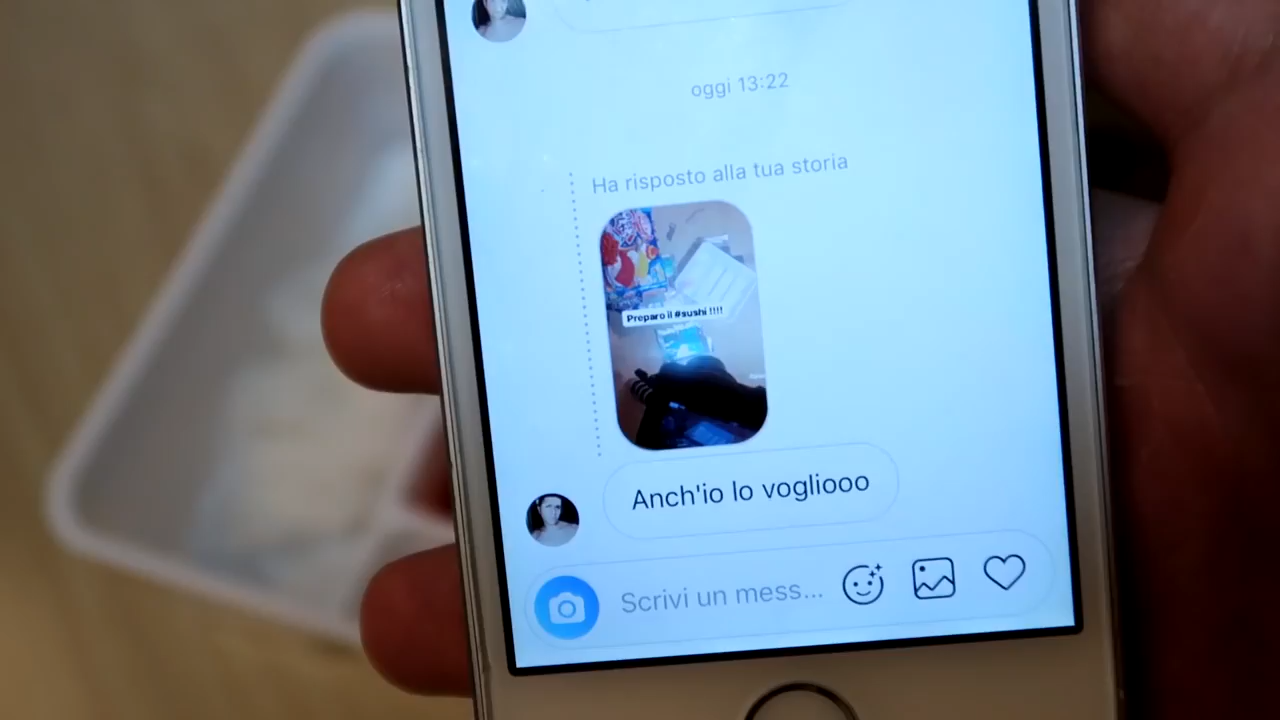 oggi 13:22
Ha risposto alla tua storia
Preparo il #sushi !!!!
Anch'io lo vogliooo
Scrivi un mess...